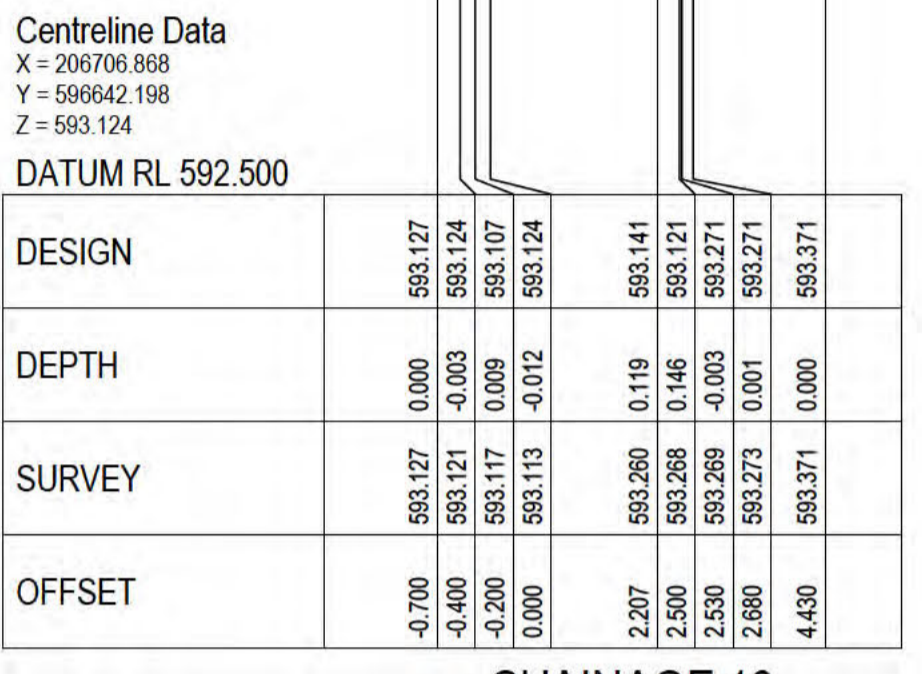 Centreline Data
X = 206706.868
Y = 596642.198
Z = 593.124
DATUM RL 592.500
DESIGN 593.127 593.124 593.107 593.124 593.141 593.121 593.271 593.271 593.371
DEPTH 0.000 -0.003 0.009 -0.012 0.119 0.146 -0.003 0.001 0.000
SURVEY 593.127 593.121 593.117 593.113 593.260 593.268 593.269 593.273 593.371
OFFSET -0.700 -0.400 -0.200 0.000 2.207 2.500 2.530 2.680 4.430